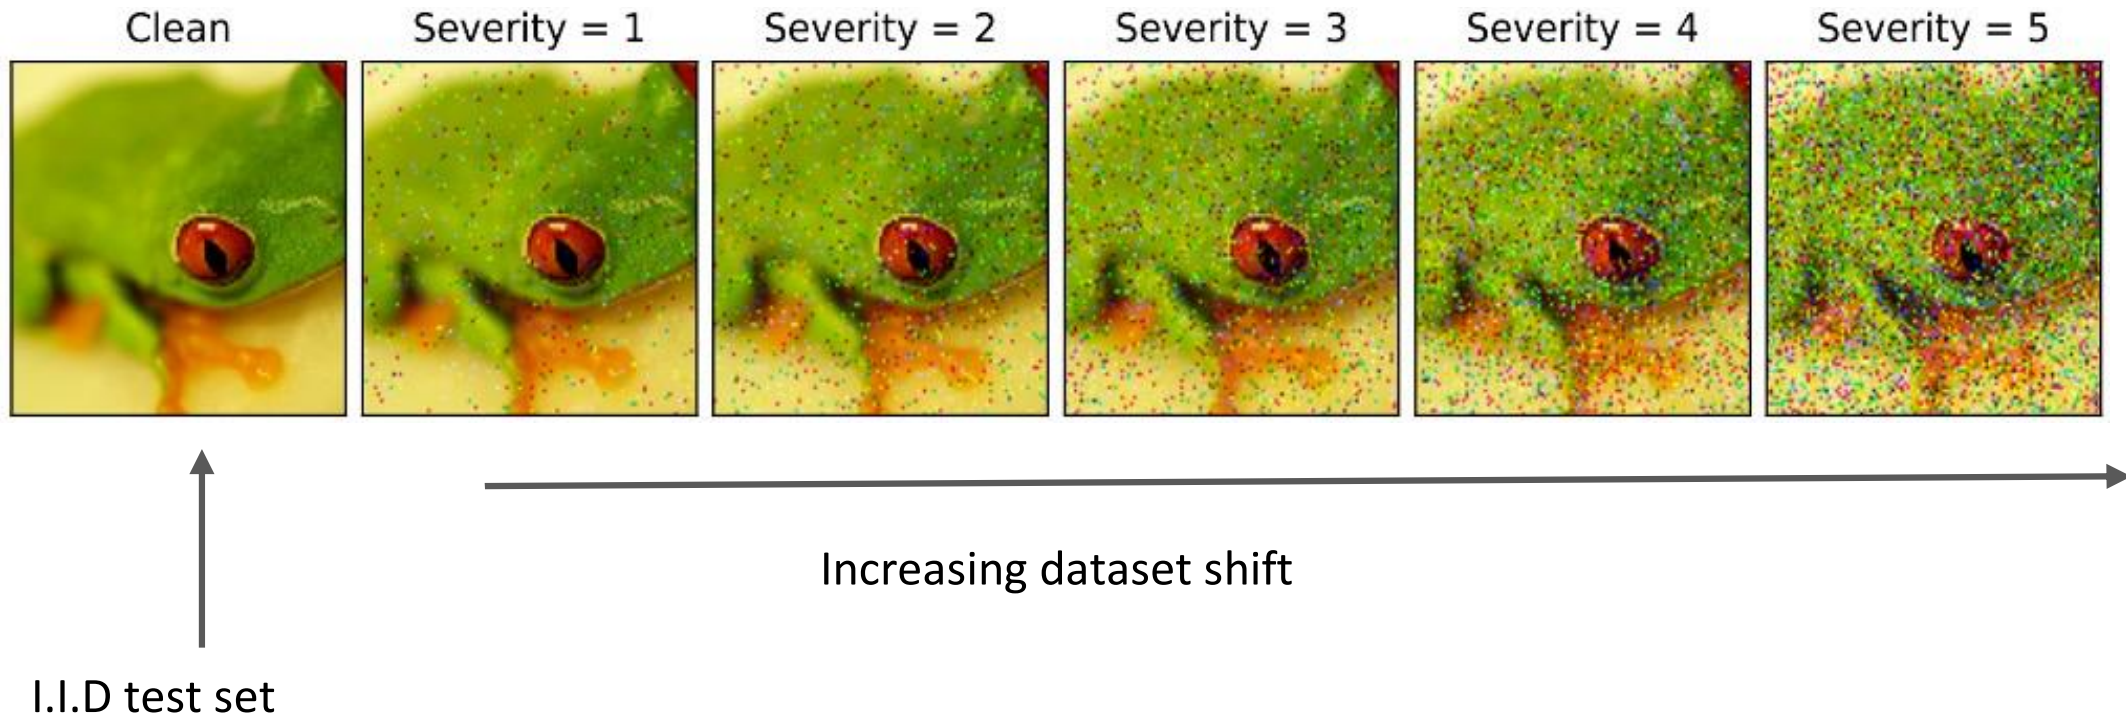 Clean
Severity = 1
Severity = 2
Severity = 3
Severity = 4
Severity = 5
Increasing dataset shift
I.I.D test set